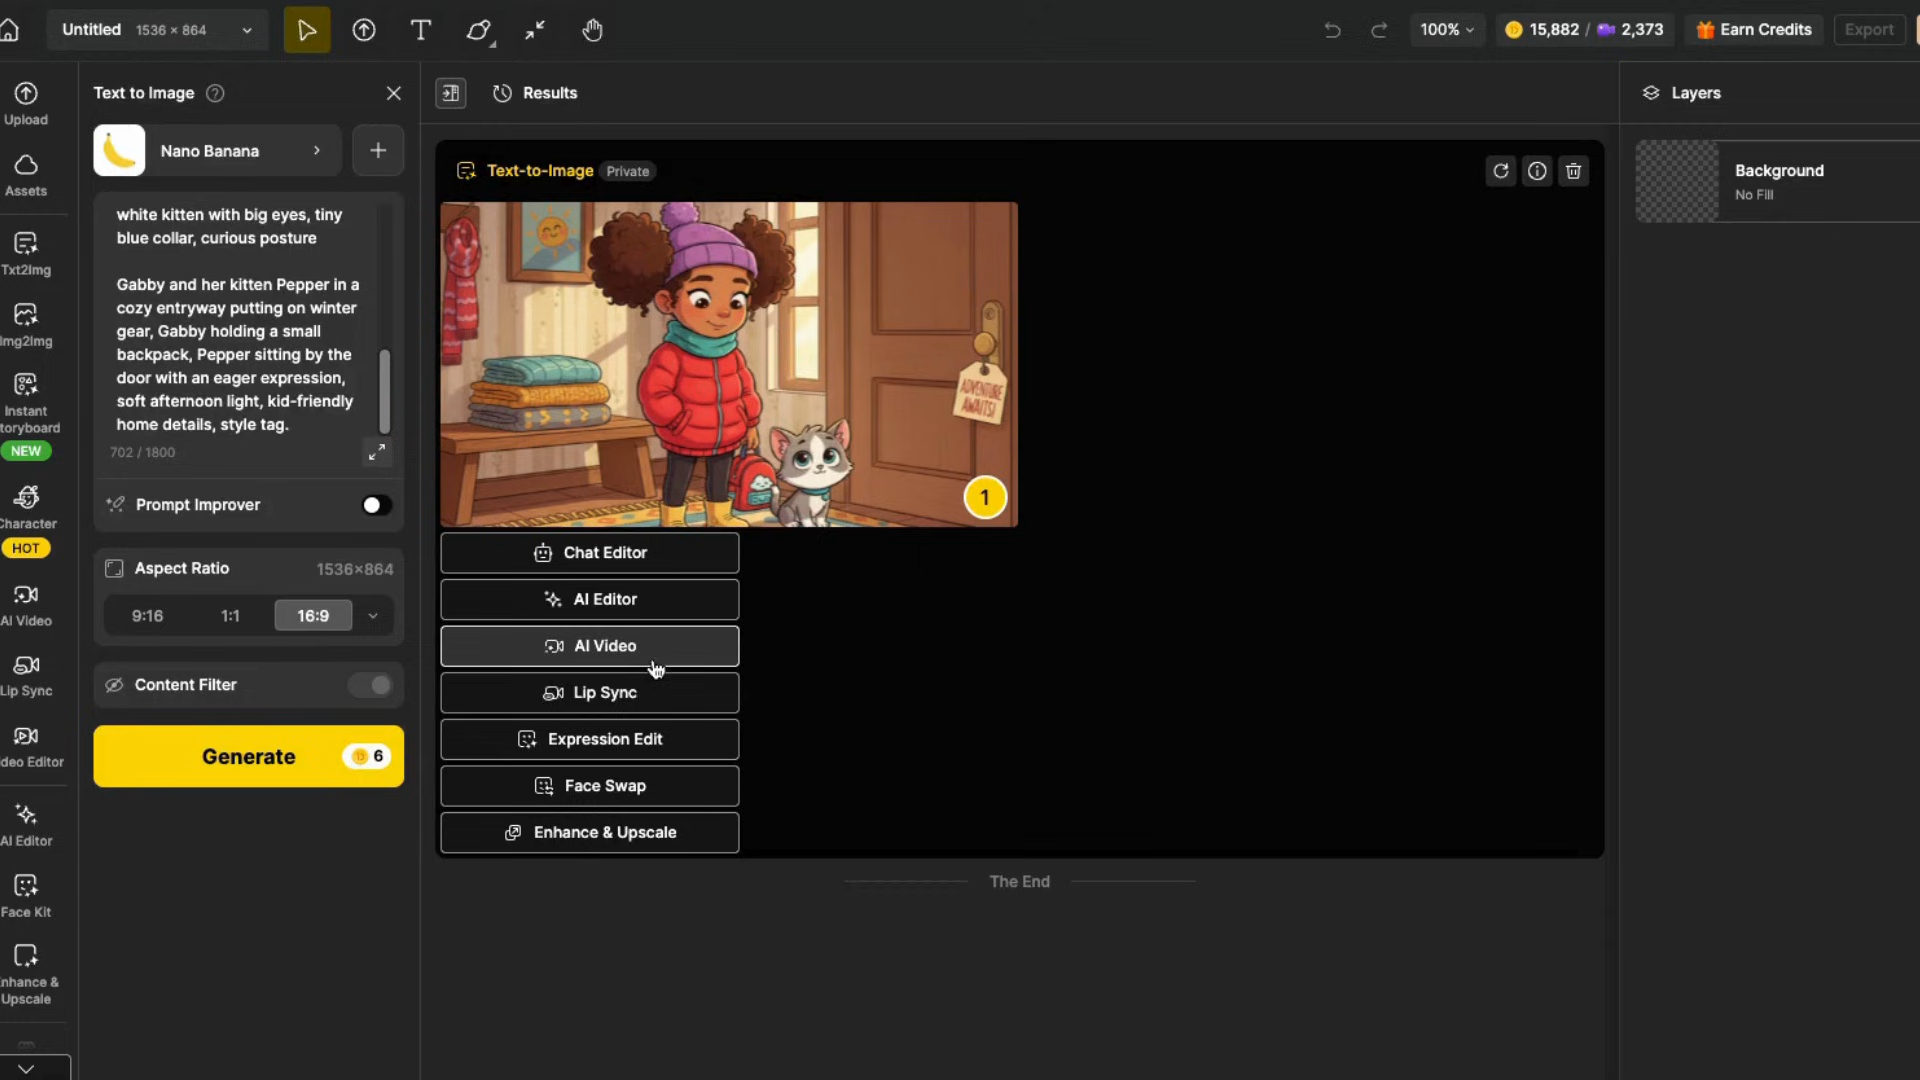 Untitled 1536 × 864
100%
15,882 / 2,373
Earn Credits
Export
Upload
Assets
Txt2Img
Img2Img
Instant
toryboard
NEW
Character
HOT
AI Video
Lip Sync
deo Editor
AI Editor
Face Kit
nhance &
Upscale
Text to Image
Nano Banana
white kitten with big eyes, tiny
blue collar, curious posture
Gabby and her kitten Pepper in a
cozy entryway putting on winter
gear, Gabby holding a small
backpack, Pepper sitting by the
door with an eager expression,
soft afternoon light, kid-friendly
home details, style tag.
702 / 1800
Prompt Improver
Aspect Ratio 1536×864
9:16 1:1 16:9
Content Filter
Generate 6
Results
Text-to-Image Private
ADVENTURE
AWAITS!
1
Chat Editor
AI Editor
AI Video
Lip Sync
Expression Edit
Face Swap
Enhance & Upscale
The End
Layers
Background
No Fill